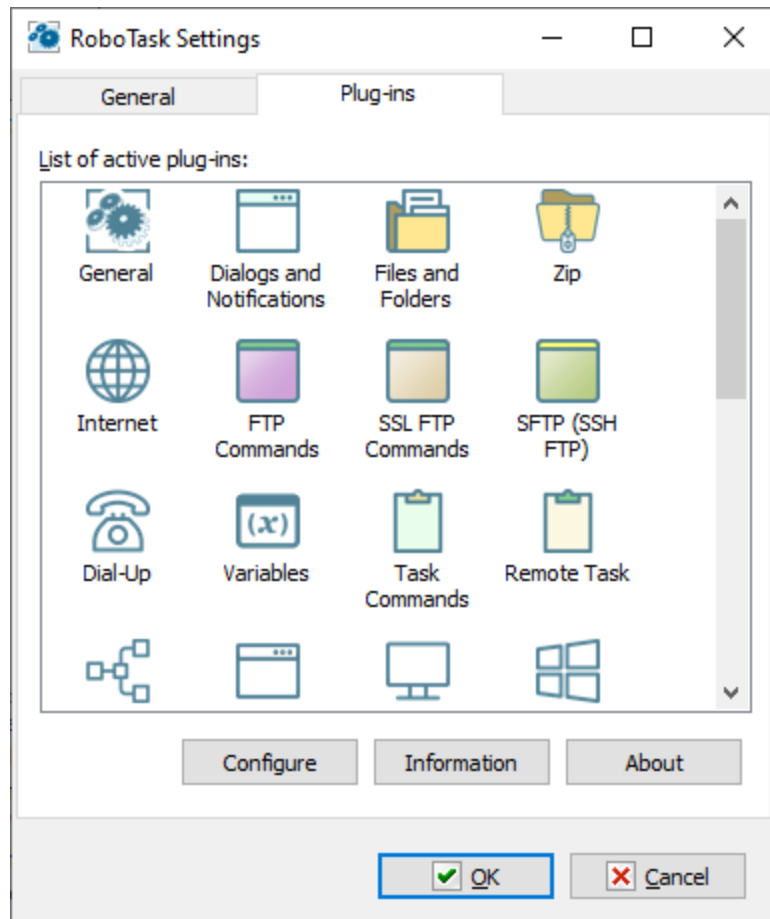 RoboTask Settings
General
Plug-ins
List of active plug-ins:
General
Dialogs and
Notifications
Files and
Folders
Zip
Internet
FTP
Commands
SSL FTP
Commands
SFTP (SSH
FTP)
Dial-Up
(x)
Variables
Task
Commands
Remote Task
Configure
Information
About
OK
Cancel